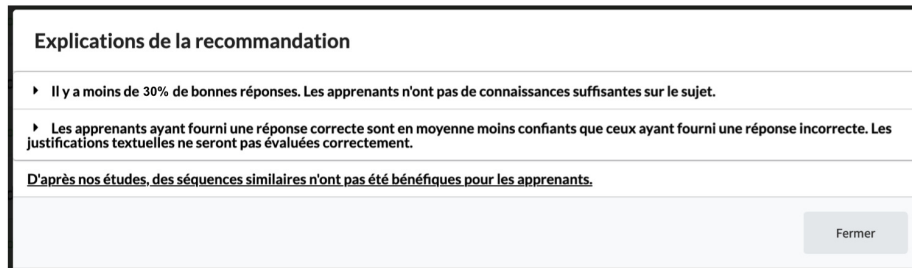 Explications de la recommandation
Il y a moins de 30% de bonnes réponses. Les apprenants n'ont pas de connaissances suffisantes sur le sujet.
Les apprenants ayant fourni une réponse correcte sont en moyenne moins confiants que ceux ayant fourni une réponse incorrecte. Les
justifications textuelles ne seront pas évaluées correctement.
D'après nos études, des séquences similaires n'ont pas été bénéfiques pour les apprenants.
Fermer